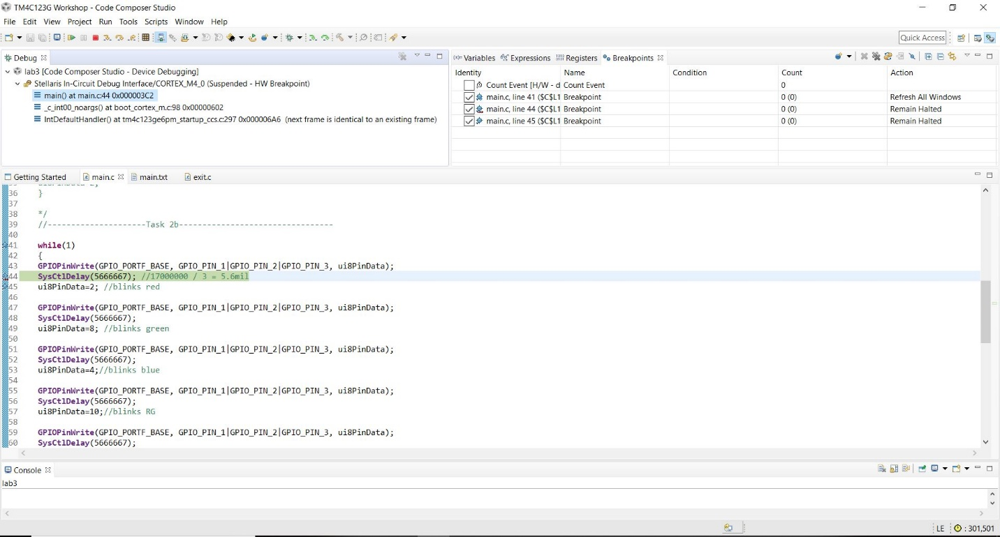 TM4C123G Workshop - Code Composer Studio
File Edit View Project Run Tools Scripts Window Help
Quick Access
Debug
(x)= Variables Expressions Registers Breakpoints
lab3 [Code Composer Studio - Device Debugging]
Stellaris In-Circuit Debug Interface/CORTEX_M4_0 (Suspended - HW Breakpoint)
main() at main.c:44 0x000003C2
_c_int00_noargs() at boot_cortex_m.c:98 0x00000602
IntDefaultHandler() at tm4c123ge6pm_startup_ccs.c:297 0x000006A6 (next frame is identical to an existing frame)
Identity Name Condition Count Action
Count Event [H/W - d Count Event 0
main.c, line 41 ($C$L1 Breakpoint 0 (0) Refresh All Windows
main.c, line 44 ($C$L1 Breakpoint 0 (0) Remain Halted
main.c, line 45 ($C$L1 Breakpoint 0 (0) Remain Halted
Getting Started main.c main.txt exit.c
36 }
37
38 */
39 //---------------------Task 2b---------------------------------
40
41 while(1)
42 {
43 GPIOPinWrite(GPIO_PORTF_BASE, GPIO_PIN_1|GPIO_PIN_2|GPIO_PIN_3, ui8PinData);
44 SysCtlDelay(5666667); //17000000 / 3 = 5.6mil
45 ui8PinData=2; //blinks red
46
47 GPIOPinWrite(GPIO_PORTF_BASE, GPIO_PIN_1|GPIO_PIN_2|GPIO_PIN_3, ui8PinData);
48 SysCtlDelay(5666667);
49 ui8PinData=8; //blinks green
50
51 GPIOPinWrite(GPIO_PORTF_BASE, GPIO_PIN_1|GPIO_PIN_2|GPIO_PIN_3, ui8PinData);
52 SysCtlDelay(5666667);
53 ui8PinData=4;//blinks blue
54
55 GPIOPinWrite(GPIO_PORTF_BASE, GPIO_PIN_1|GPIO_PIN_2|GPIO_PIN_3, ui8PinData);
56 SysCtlDelay(5666667);
57 ui8PinData=10;//blinks RG
58
59 GPIOPinWrite(GPIO_PORTF_BASE, GPIO_PIN_1|GPIO_PIN_2|GPIO_PIN_3, ui8PinData);
60 SysCtlDelay(5666667);
Console
lab3
LE : 301,501